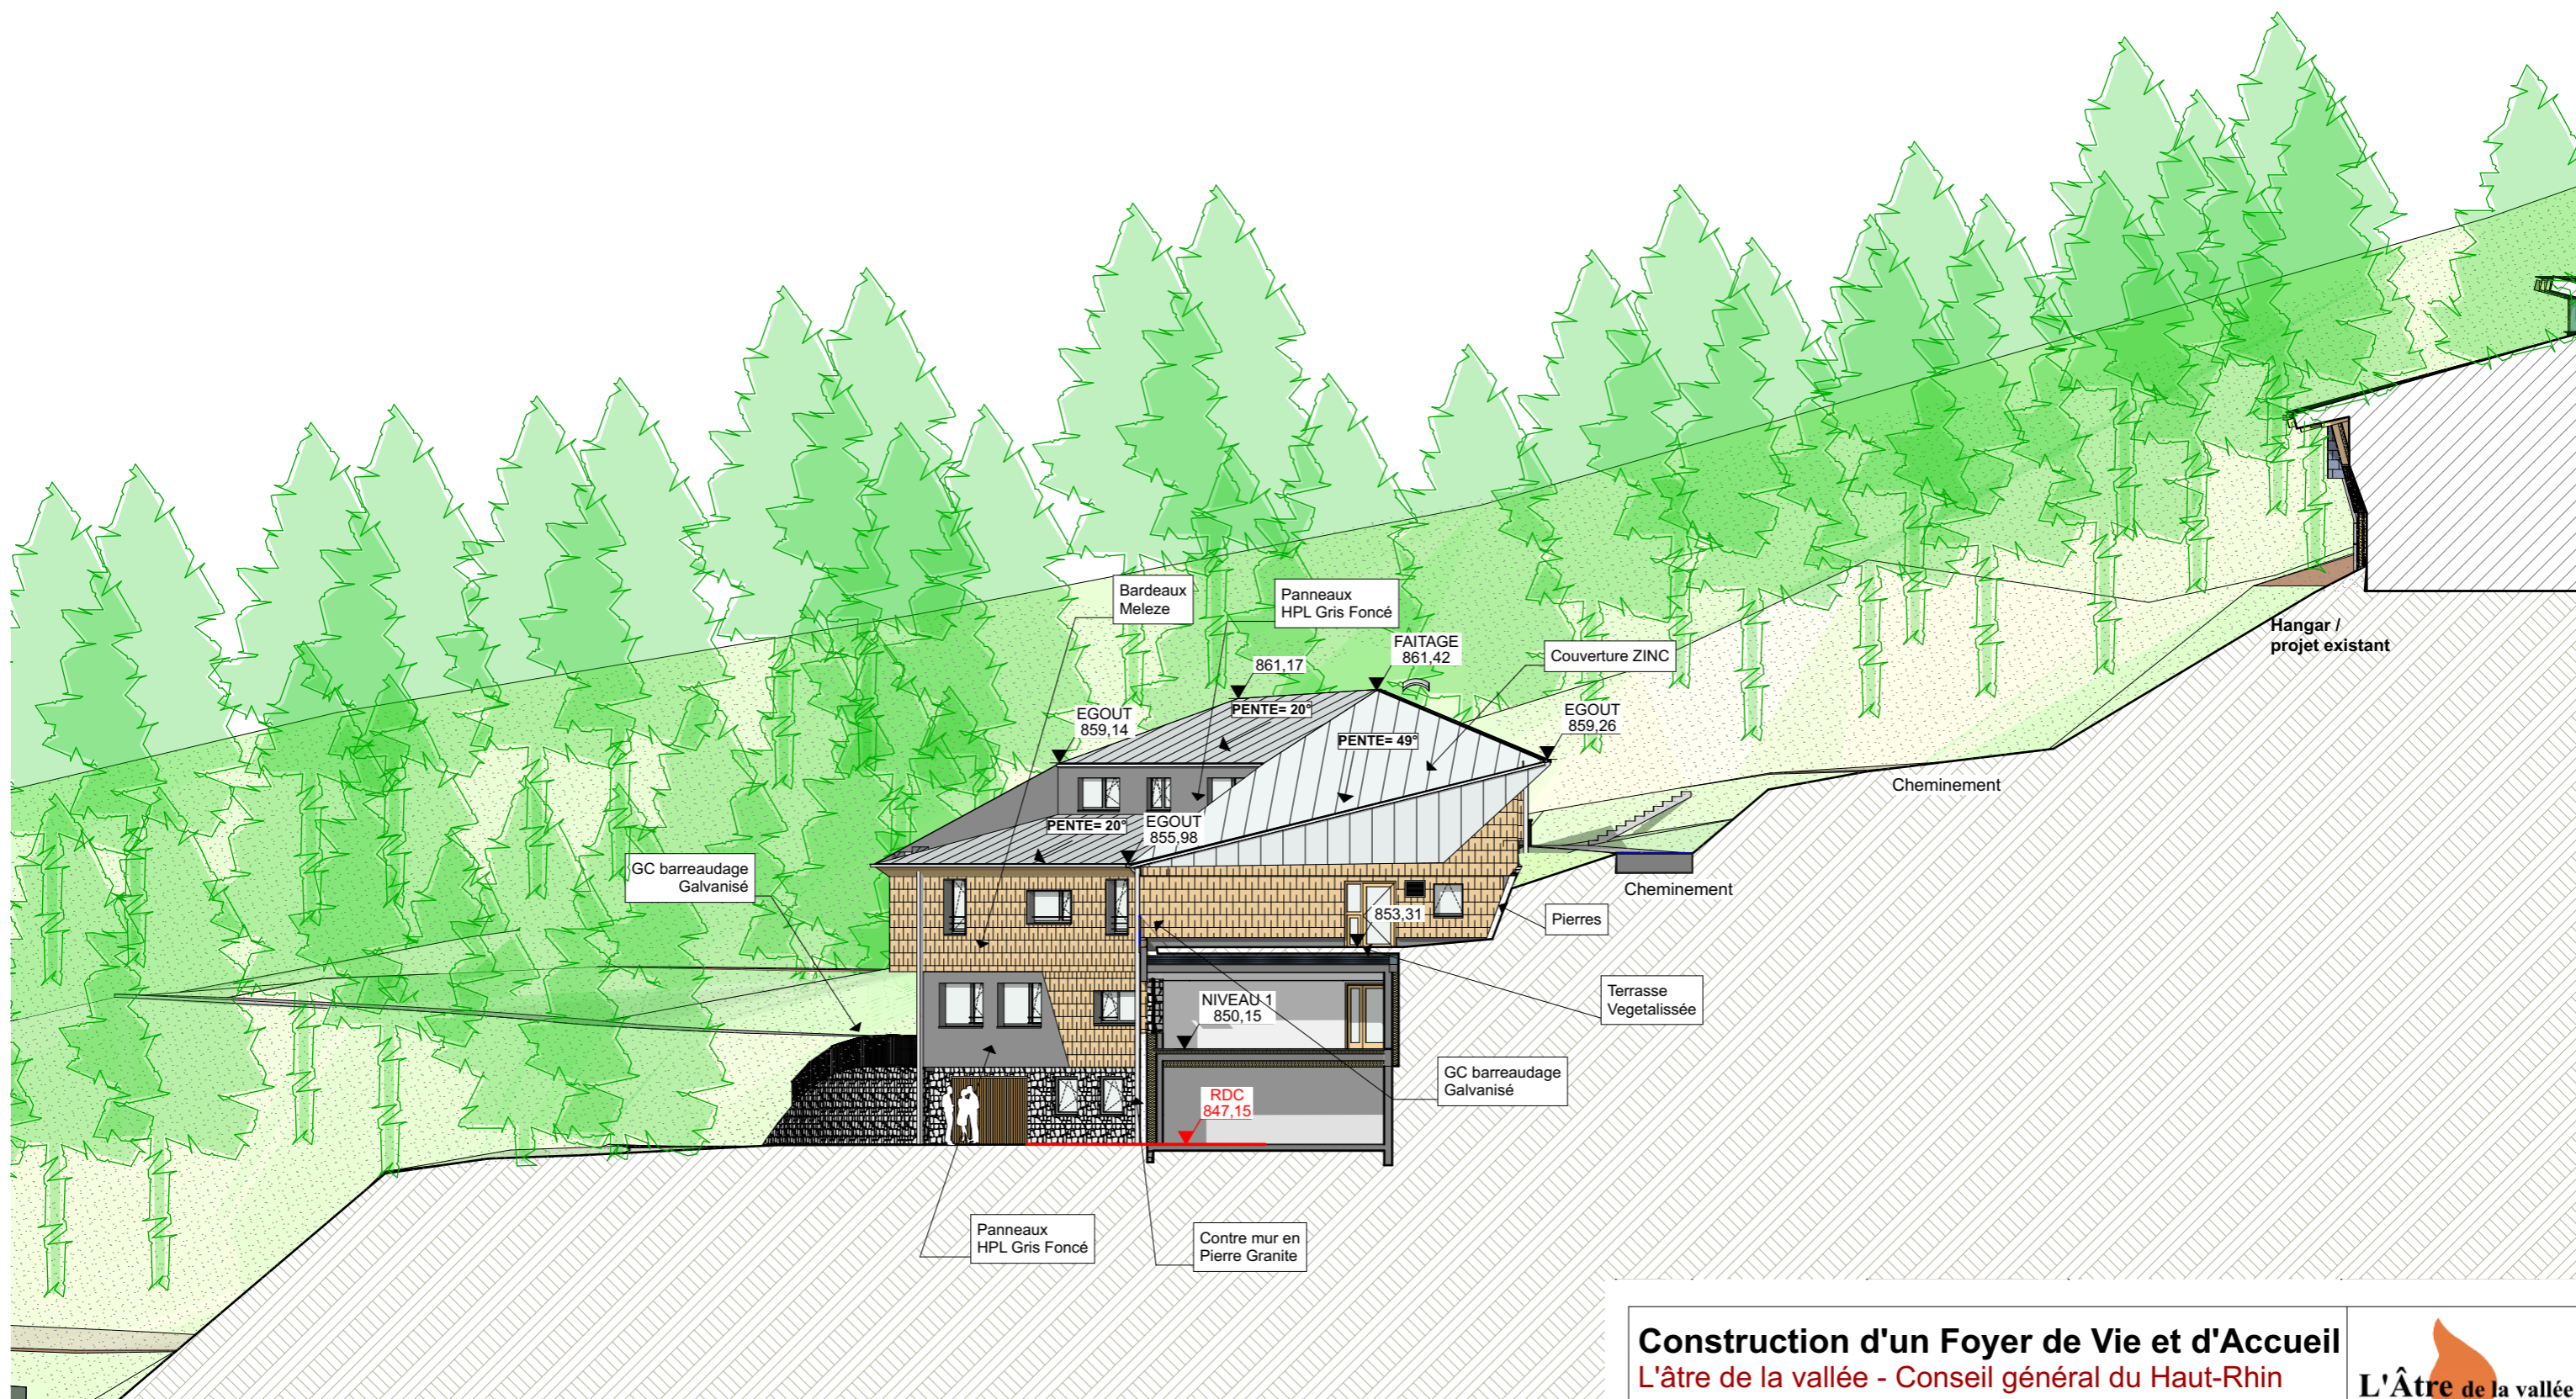 Bardeaux
Meleze
Panneaux
HPL Gris Foncé
FAITAGE
861,42
861,17
Couverture ZINC
Hangar /
projet existant
EGOUT
859,14
PENTE= 20°
EGOUT
859,26
PENTE= 49°
Cheminement
PENTE= 20°
EGOUT
855,98
GC barreaudage
Galvanisé
Cheminement
853,31
Pierres
NIVEAU 1
850,15
Terrasse
Vegetalissée
GC barreaudage
Galvanisé
RDC
847,15
Panneaux
HPL Gris Foncé
Contre mur en
Pierre Granite
Construction d'un Foyer de Vie et d'Accueil
L'âtre de la vallée - Conseil général du Haut-Rhin
L'Âtre de la vallée